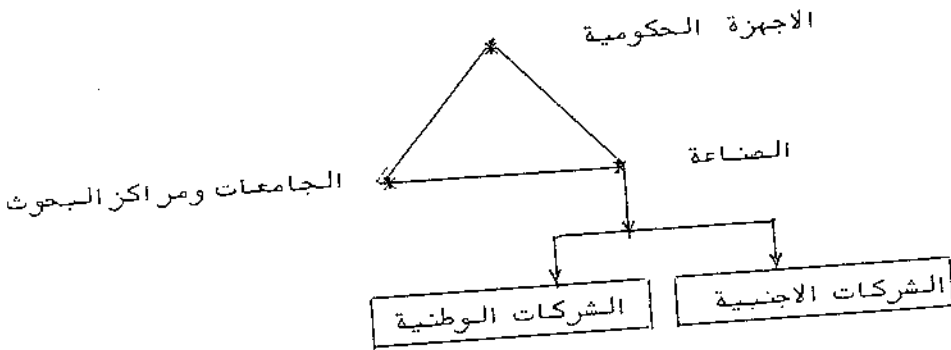 الاجهزة الحكومية
الصناعة
الجامعات ومراكز البحوث
الشركات الاجنبية
الشركات الوطنية